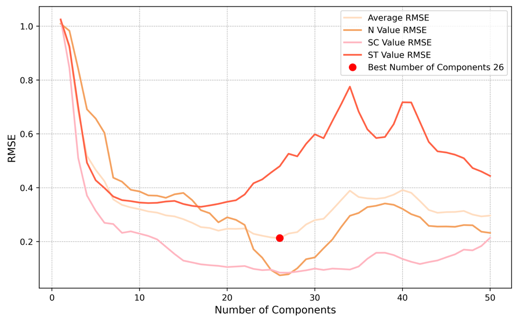 Average RMSE
N Value RMSE
SC Value RMSE
ST Value RMSE
Best Number of Components 26
1.0
0.8
0.6
0.4
0.2
RMSE
0 10 20 30 40 50
Number of Components